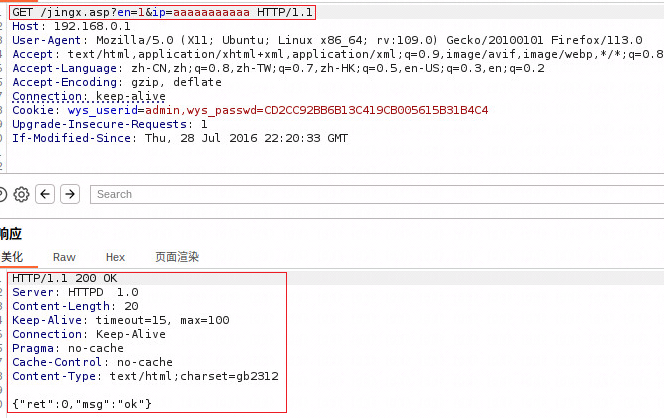 GET /jingx.asp?en=1&ip=aaaaaaaaaaa HTTP/1.1
Host: 192.168.0.1
User-Agent: Mozilla/5.0 (X11; Ubuntu; Linux x86_64; rv:109.0) Gecko/20100101 Firefox/113.0
Accept: text/html,application/xhtml+xml,application/xml;q=0.9,image/avif,image/webp,*/*;q=0.8
Accept-Language: zh-CN,zh;q=0.8,zh-TW;q=0.7,zh-HK;q=0.5,en-US;q=0.3,en;q=0.2
Accept-Encoding: gzip, deflate
Connection: keep-alive
Cookie: wys_userid=admin,wys_passwd=CD2CC92BB6B13C419CB005615B31B4C4
Upgrade-Insecure-Requests: 1
If-Modified-Since: Thu, 28 Jul 2016 22:20:33 GMT
Search
响应
美化 Raw Hex 页面渲染
HTTP/1.1 200 OK
Server: HTTPD 1.0
Content-Length: 20
Keep-Alive: timeout=15, max=100
Connection: Keep-Alive
Pragma: no-cache
Cache-Control: no-cache
Content-Type: text/html;charset=gb2312
{"ret":0,"msg":"ok"}